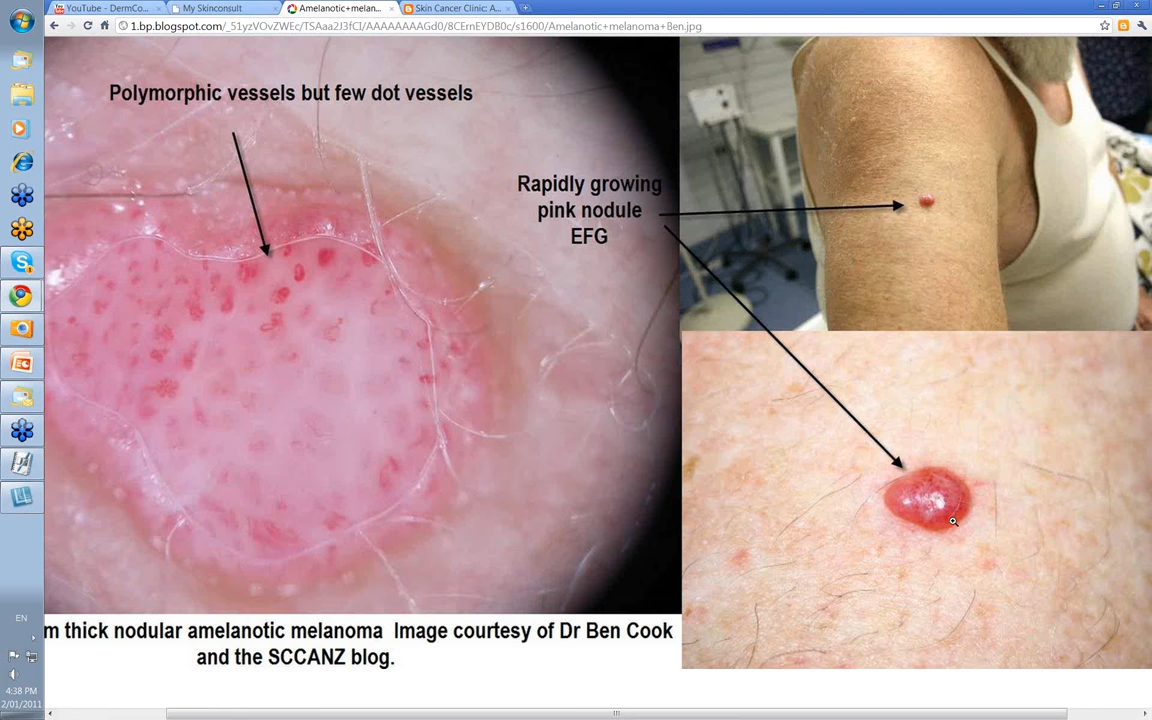 YouTube - DermCo...
My Skinconsult
Amelanotic+melan...
Skin Cancer Clinic: A...
1.bp.blogspot.com/_51yzVOvZWEc/TSAaa2J3fCI/AAAAAAAAGd0/8CErnEYDB0c/s1600/Amelanotic+melanoma+Ben.jpg
Polymorphic vessels but few dot vessels
Rapidly growing
pink nodule
EFG
m thick nodular amelanotic melanoma Image courtesy of Dr Ben Cook
and the SCCANZ blog.
EN
4:38 PM
2/01/2011